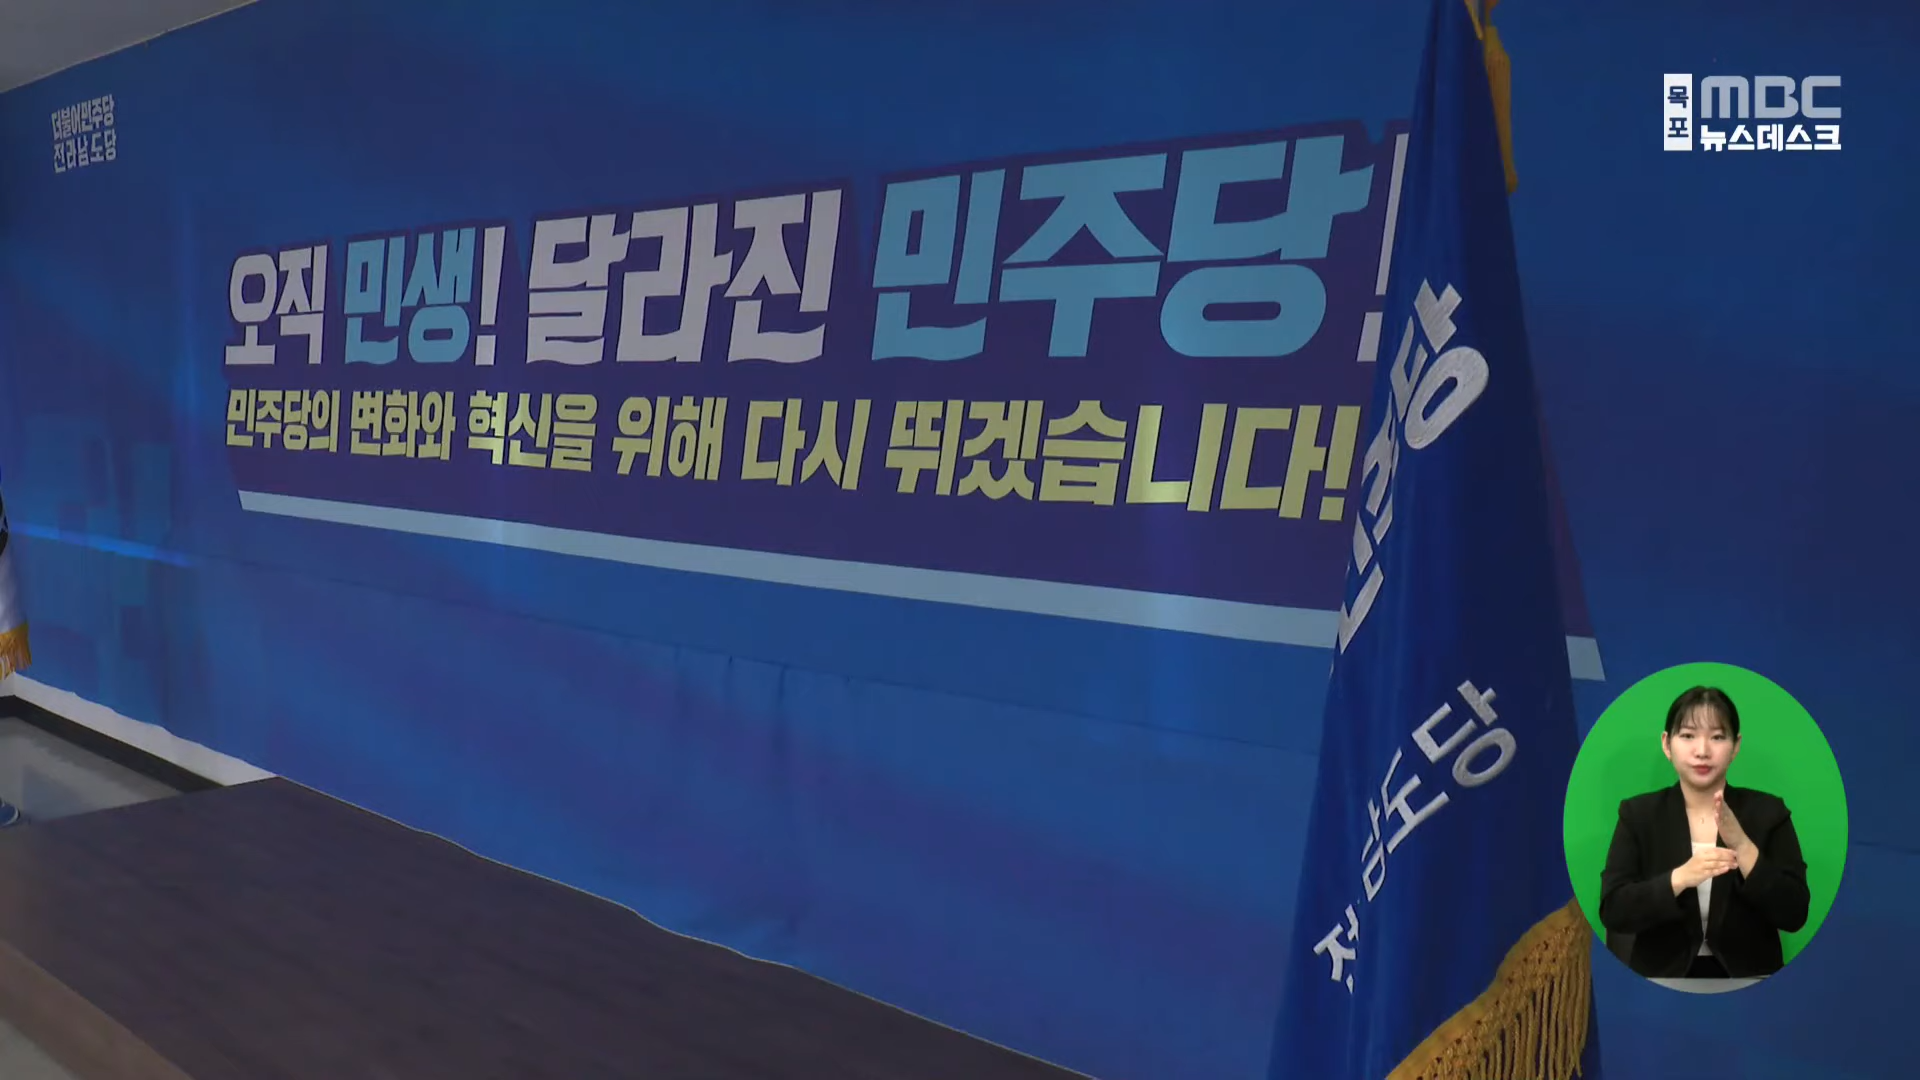 더불어민주당
전라남도당
오직 민생! 달라진 민주당!
민주당의 변화와 혁신을 위해 다시 뛰겠습니다!
남도당
목포
MBC
뉴스데스크